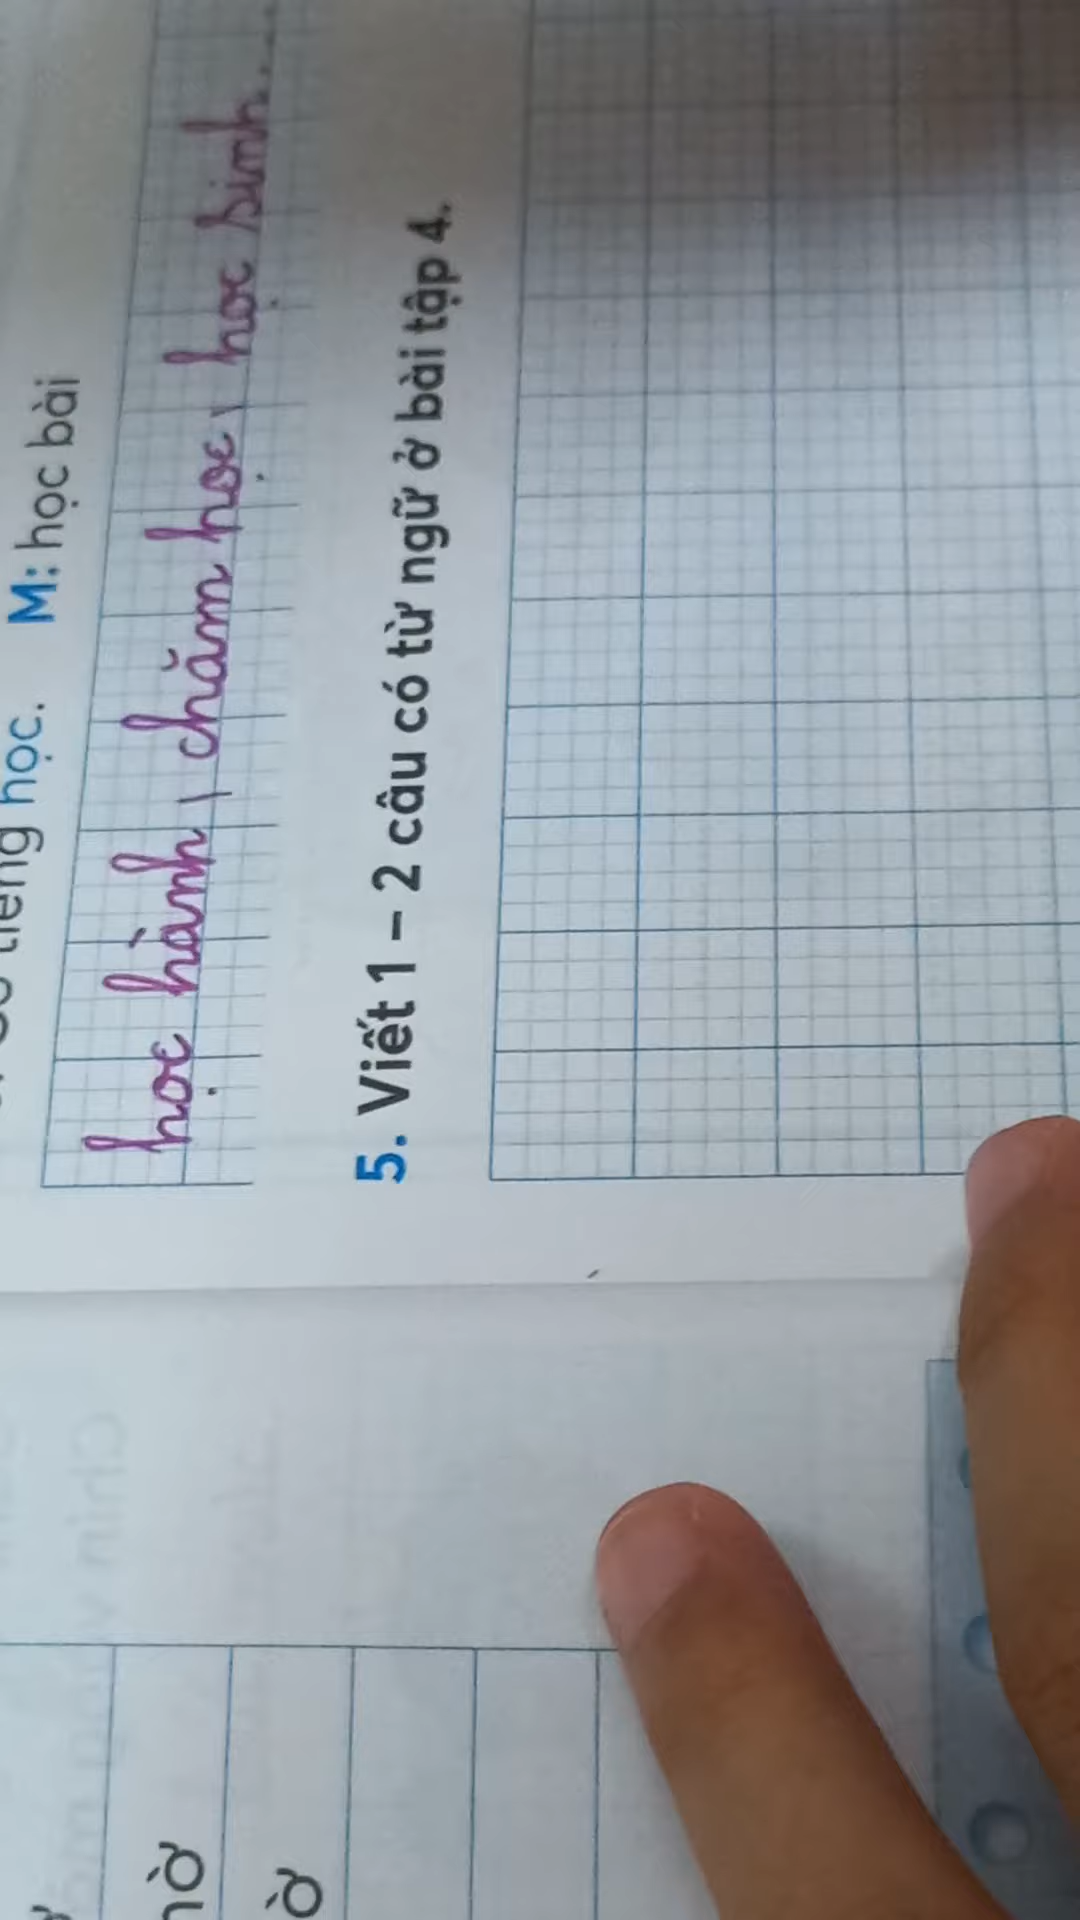 tiếng học. M: học bài
học hành, chăm học, học sinh...
5. Viết 1 – 2 câu có từ ngữ ở bài tập 4.